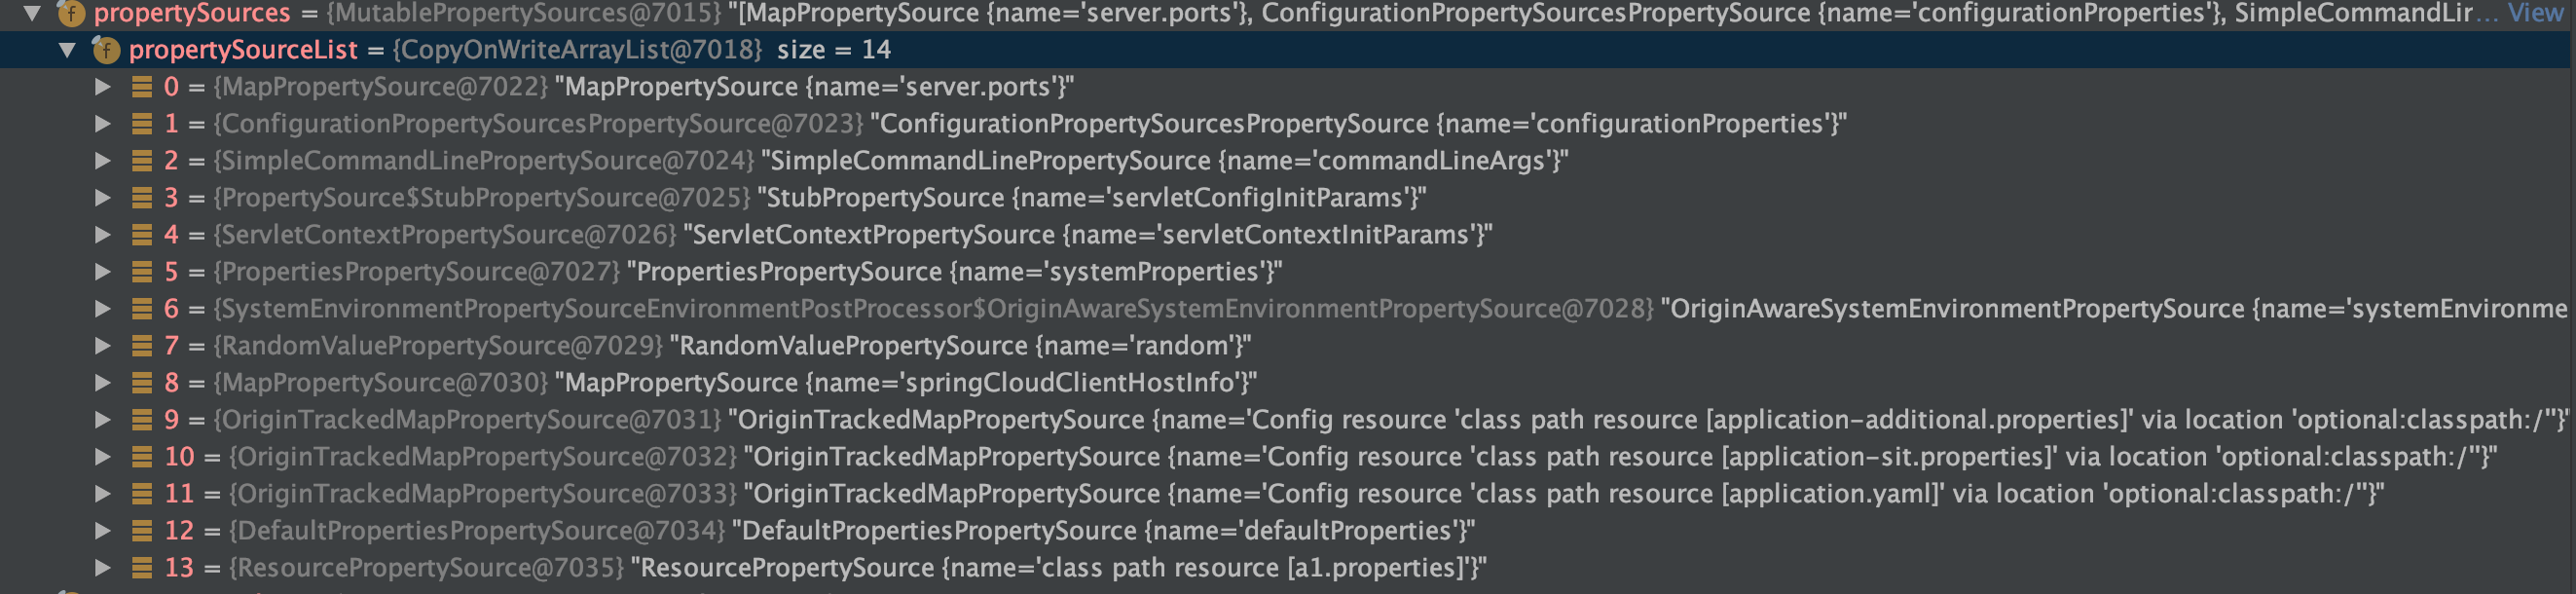 f propertySources = {MutablePropertySources@7015} "[MapPropertySource {name='server.ports'}, ConfigurationPropertySourcesPropertySource {name='configurationProperties'}, SimpleCommandLir... View
f propertySourceList = {CopyOnWriteArrayList@7018} size = 14
0 = {MapPropertySource@7022} "MapPropertySource {name='server.ports'}"
1 = {ConfigurationPropertySourcesPropertySource@7023} "ConfigurationPropertySourcesPropertySource {name='configurationProperties'}"
2 = {SimpleCommandLinePropertySource@7024} "SimpleCommandLinePropertySource {name='commandLineArgs'}"
3 = {PropertySource$StubPropertySource@7025} "StubPropertySource {name='servletConfigInitParams'}"
4 = {ServletContextPropertySource@7026} "ServletContextPropertySource {name='servletContextInitParams'}"
5 = {PropertiesPropertySource@7027} "PropertiesPropertySource {name='systemProperties'}"
6 = {SystemEnvironmentPropertySourceEnvironmentPostProcessor$OriginAwareSystemEnvironmentPropertySource@7028} "OriginAwareSystemEnvironmentPropertySource {name='systemEnvironme
7 = {RandomValuePropertySource@7029} "RandomValuePropertySource {name='random'}"
8 = {MapPropertySource@7030} "MapPropertySource {name='springCloudClientHostInfo'}"
9 = {OriginTrackedMapPropertySource@7031} "OriginTrackedMapPropertySource {name='Config resource 'class path resource [application-additional.properties]' via location 'optional:classpath:/''}"
10 = {OriginTrackedMapPropertySource@7032} "OriginTrackedMapPropertySource {name='Config resource 'class path resource [application-sit.properties]' via location 'optional:classpath:/''}"
11 = {OriginTrackedMapPropertySource@7033} "OriginTrackedMapPropertySource {name='Config resource 'class path resource [application.yaml]' via location 'optional:classpath:/''}"
12 = {DefaultPropertiesPropertySource@7034} "DefaultPropertiesPropertySource {name='defaultProperties'}"
13 = {ResourcePropertySource@7035} "ResourcePropertySource {name='class path resource [a1.properties]'}"